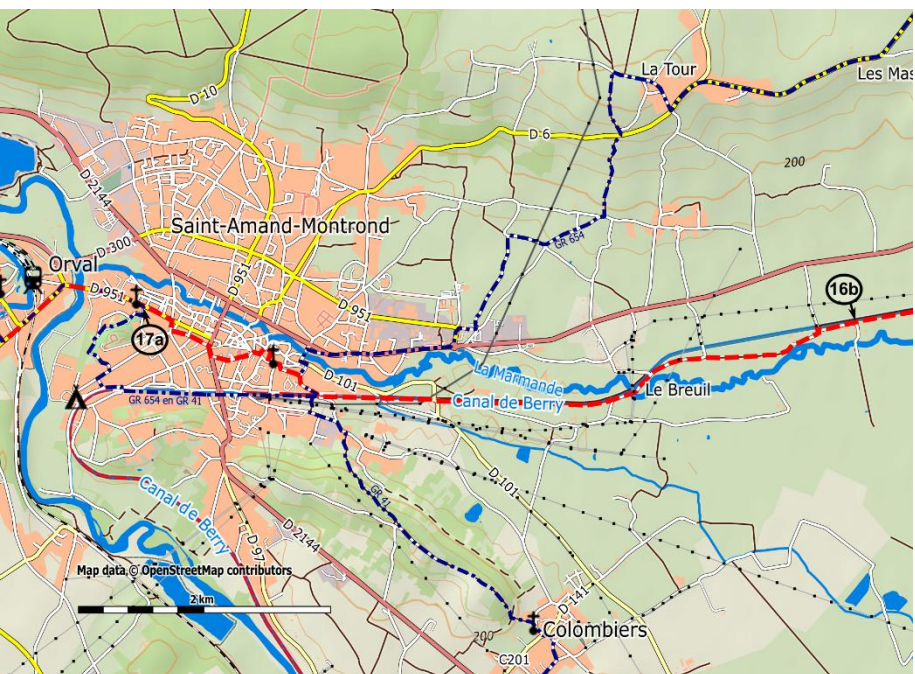 La Tour
Les Mas
D 10
D 6
D 2144
200
Saint-Amand-Montrond
D 300
GR 654
Orval
D 951
D 951
D 951
16b
17a
D 101
La Marmande
Le Breuil
GR 654 en GR 41
Canal de Berry
D 101
GR 41
Canal de Berry
D 97
D 2144
Map data © OpenStreetMap contributors
2 km
D 141
200
Colombiers
C201